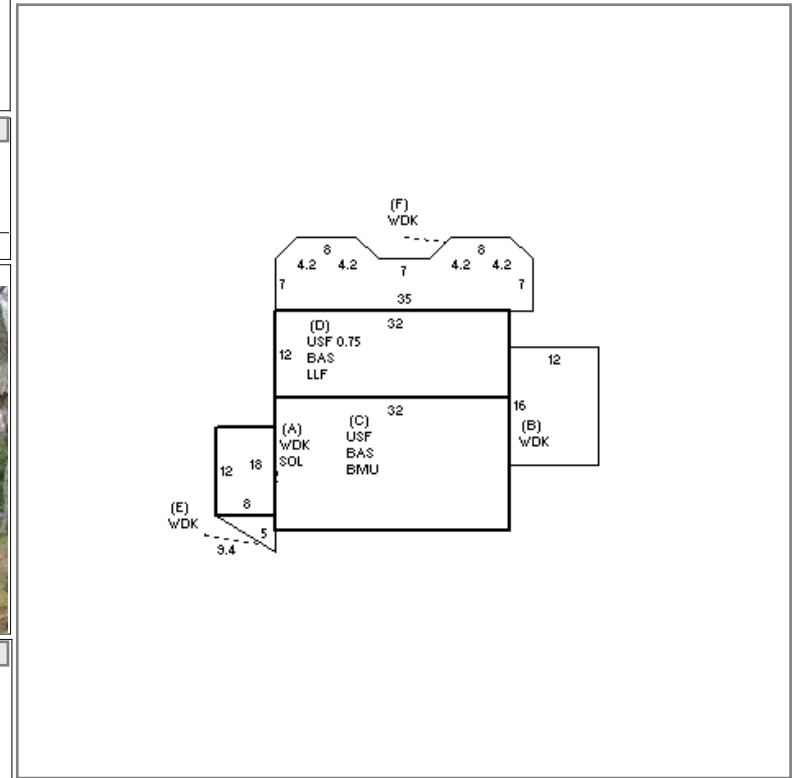 (F)
WDK
8
8
4.2
4.2
7
4.2
4.2
7
7
35
(D)
USF 0.75
BAS
LLF
32
12
12
32
(C)
USF
BAS
BMU
16
(B)
WDK
(A)
WDK
SOL
12
18
8
(E)
WDK
5
9.4